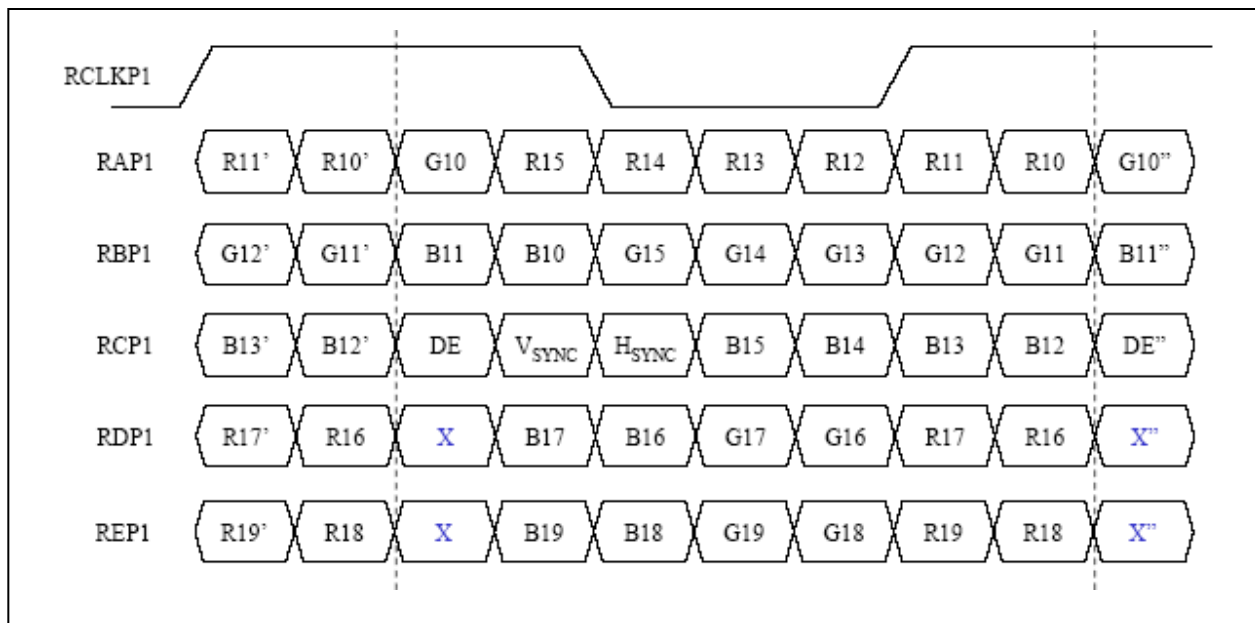 RCLKP1
RAP1 R11’ R10’ G10 R15 R14 R13 R12 R11 R10 G10”
RBP1 G12’ G11’ B11 B10 G15 G14 G13 G12 G11 B11”
RCP1 B13’ B12’ DE VSYNC HSYNC B15 B14 B13 B12 DE”
RDP1 R17’ R16 X B17 B16 G17 G16 R17 R16 X”
REP1 R19’ R18 X B19 B18 G19 G18 R19 R18 X”